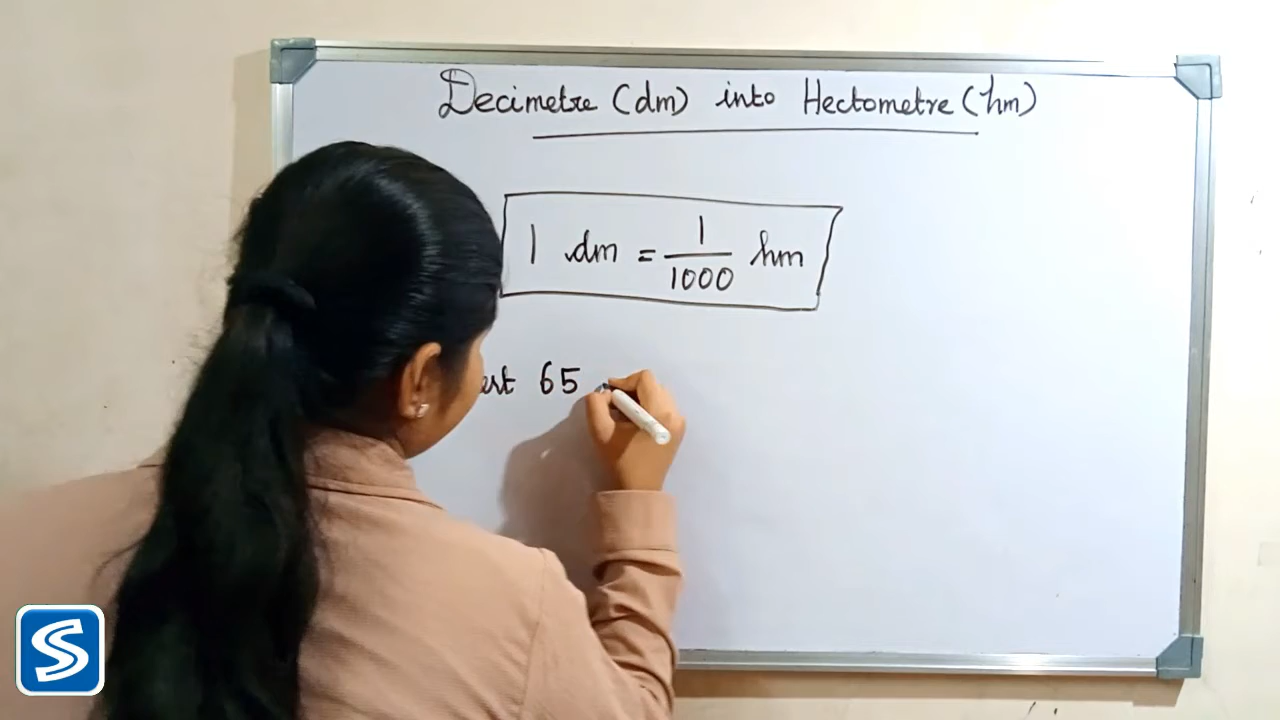 Decimetre (dm) into Hectometre (hm)
1 dm = 1/1000 hm
65
S